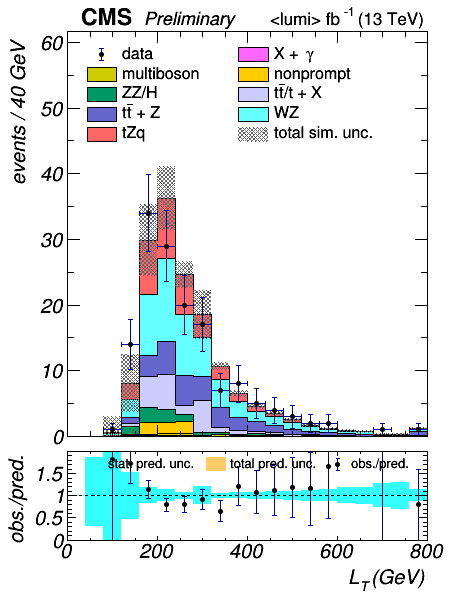 CMS Preliminary <lumi> fb⁻¹ (13 TeV)
events / 40 GeV
60
50
40
30
20
10
0
data
X + γ
multiboson
nonprompt
ZZ/H
tt̄/t + X
tt̄ + Z
WZ
tZq
total sim. unc.
obs./pred.
1.5
1
0.5
0
stat. pred. unc.
total pred. unc.
obs./pred.
0 200 400 600 800
L_T(GeV)